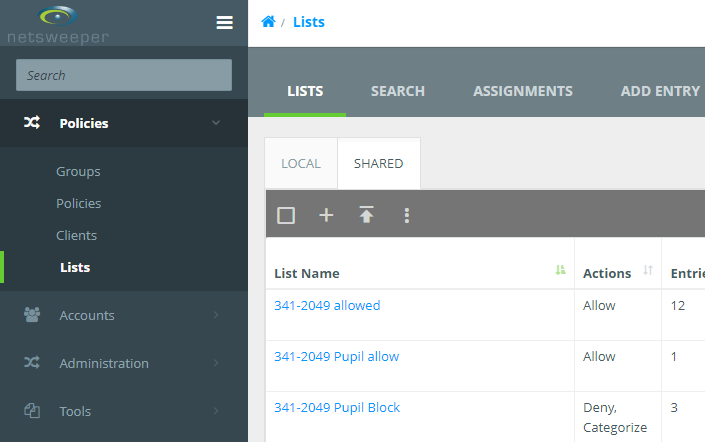 netsweeper
/ Lists
Search
LISTS SEARCH ASSIGNMENTS ADD ENTRY
Policies
LOCAL SHARED
Groups
Policies
Clients
Lists
List Name Actions Entrie
341-2049 allowed Allow 12
Accounts
341-2049 Pupil allow Allow 1
Administration
341-2049 Pupil Block Deny, 3
Categorize
Tools